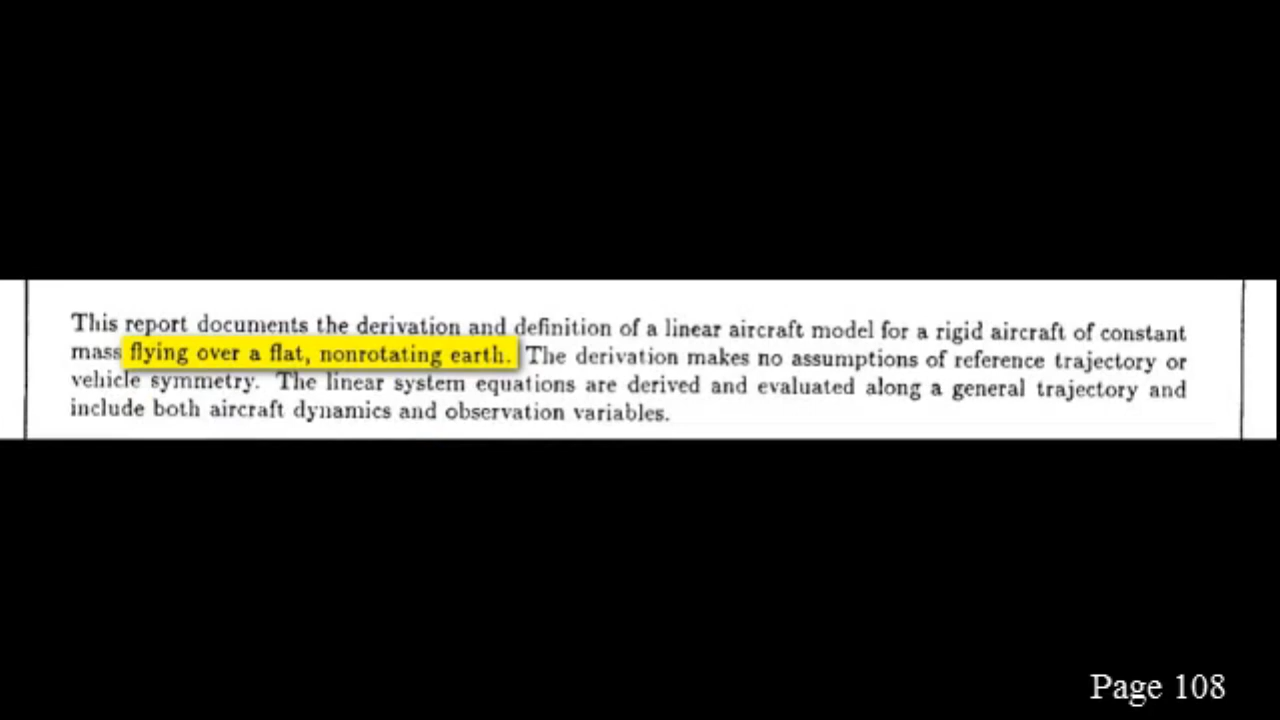 This report documents the derivation and definition of a linear aircraft model for a rigid aircraft of constant
mass flying over a flat, nonrotating earth. The derivation makes no assumptions of reference trajectory or
vehicle symmetry. The linear system equations are derived and evaluated along a general trajectory and
include both aircraft dynamics and observation variables.
Page 108